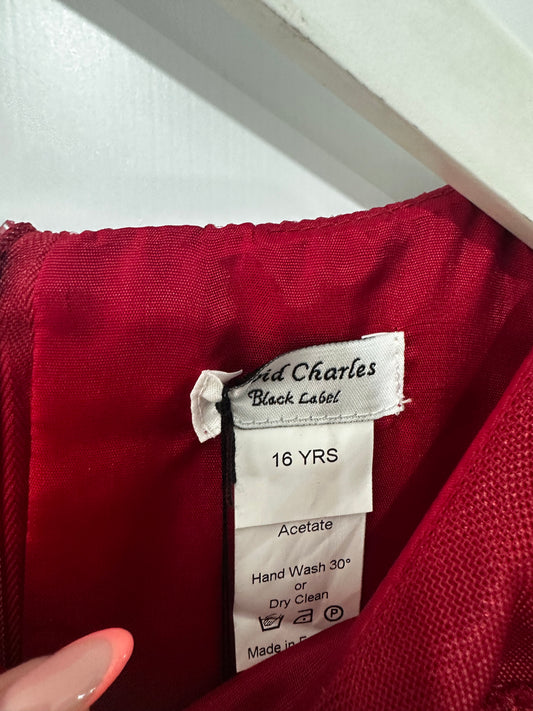 Charles
Black Label
16 YRS
Acetate
Hand Wash 30°
or
Dry Clean
P
Made in